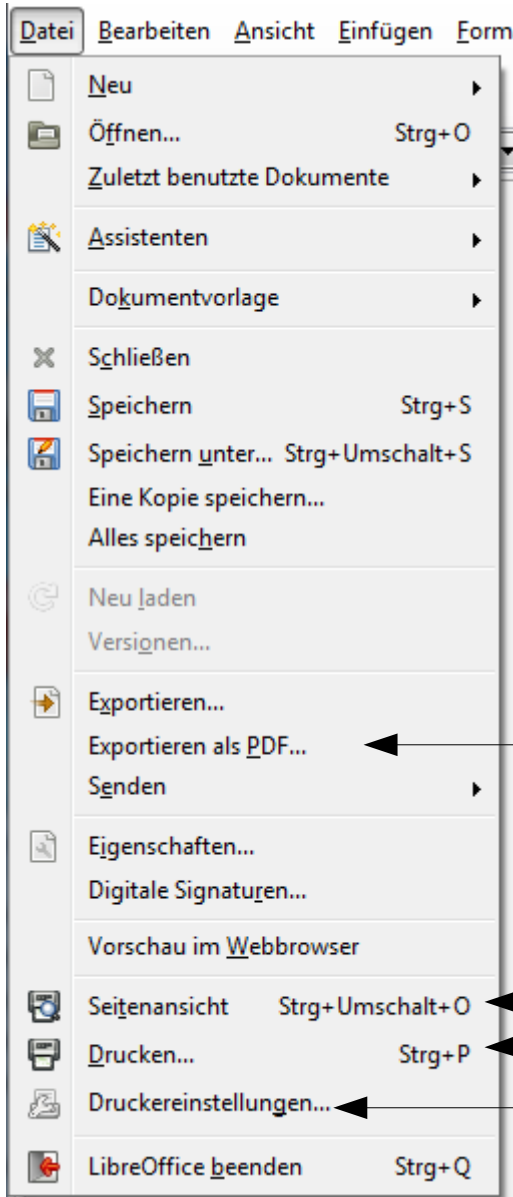 Datei Bearbeiten Ansicht Einfügen Form
Neu
Öffnen... Strg+O
Zuletzt benutzte Dokumente
Assistenten
Dokumentvorlage
Schließen
Speichern Strg+S
Speichern unter... Strg+Umschalt+S
Eine Kopie speichern...
Alles speichern
Neu laden
Versionen...
Exportieren...
Exportieren als PDF...
Senden
Eigenschaften...
Digitale Signaturen...
Vorschau im Webbrowser
Seitenansicht Strg+Umschalt+O
Drucken... Strg+P
Druckereinstellungen...
LibreOffice beenden Strg+Q